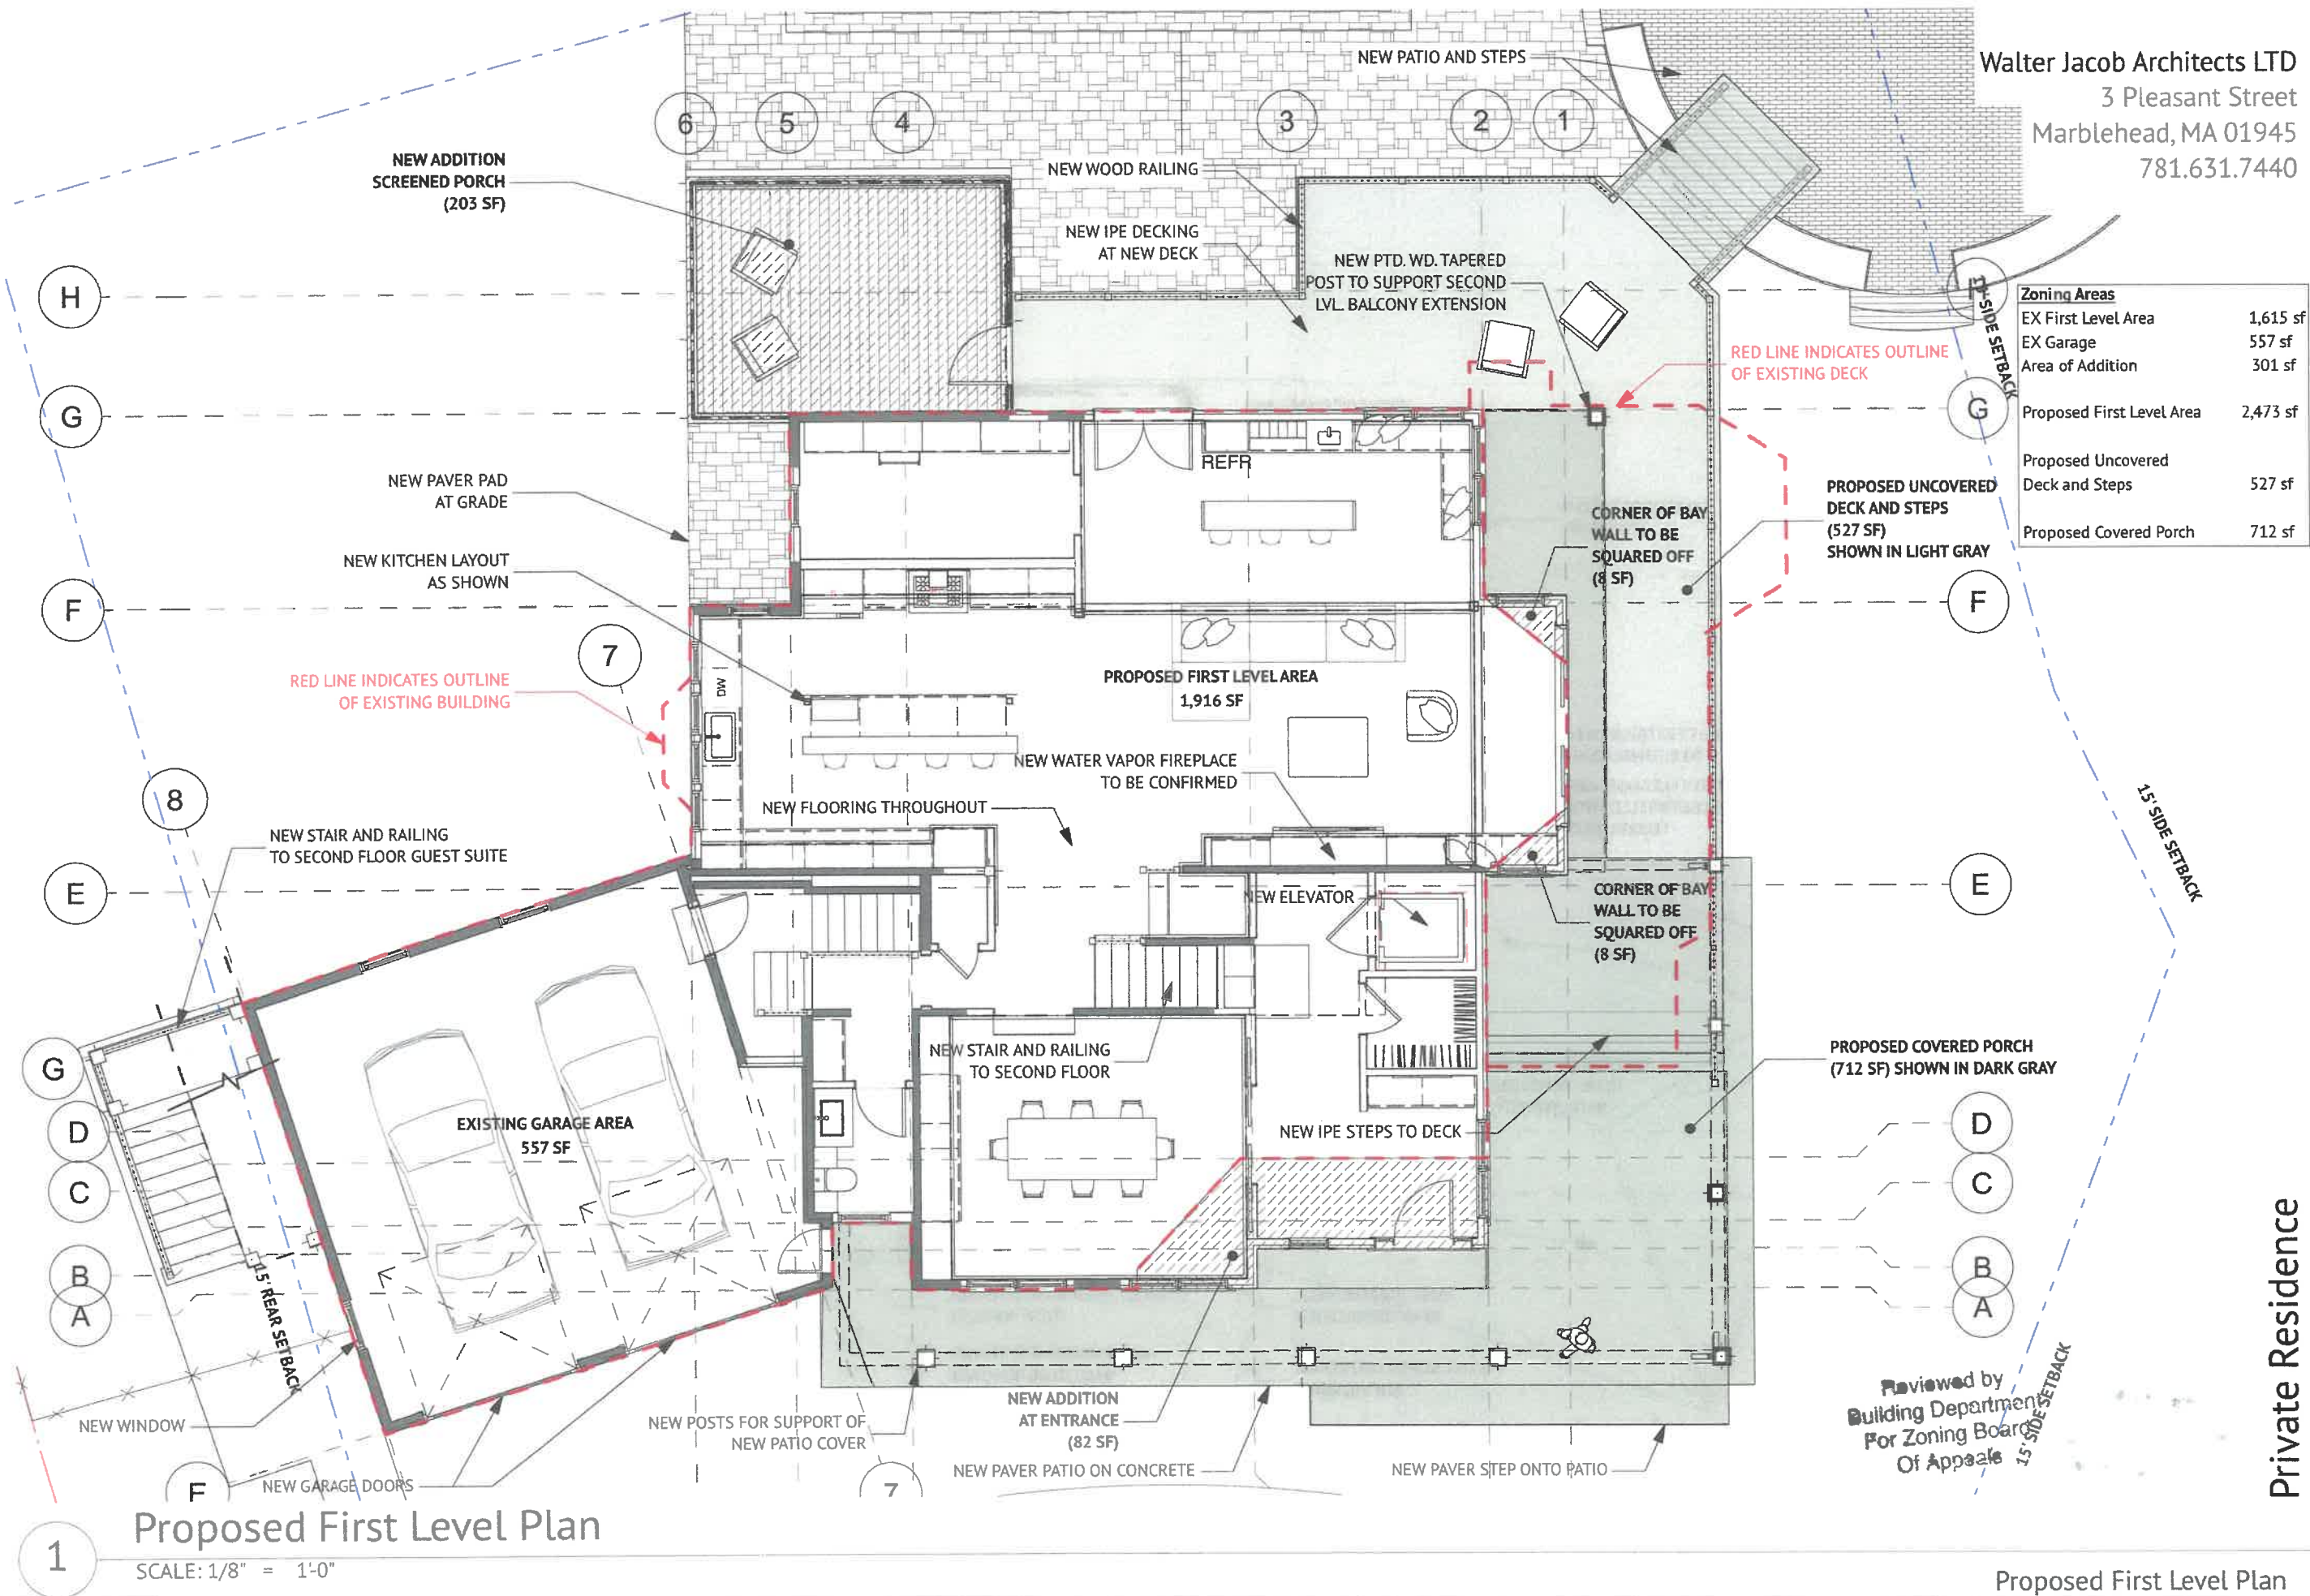 Walter Jacob Architects LTD
3 Pleasant Street
Marblehead, MA 01945
781.631.7440
NEW PATIO AND STEPS
6
5
4
3
2
1
NEW ADDITION
SCREENED PORCH
(203 SF)
NEW WOOD RAILING
NEW IPE DECKING
AT NEW DECK
NEW PTD. WD. TAPERED
POST TO SUPPORT SECOND
LVL. BALCONY EXTENSION
H
15' SIDE SETBACK
Zoning Areas
EX First Level Area 1,615 sf
EX Garage 557 sf
Area of Addition 301 sf
Proposed First Level Area 2,473 sf
Proposed Uncovered
Deck and Steps 527 sf
Proposed Covered Porch 712 sf
RED LINE INDICATES OUTLINE
OF EXISTING DECK
G
G
REFR
NEW PAVER PAD
AT GRADE
PROPOSED UNCOVERED
DECK AND STEPS
(527 SF)
SHOWN IN LIGHT GRAY
CORNER OF BAY
WALL TO BE
SQUARED OFF
(8 SF)
NEW KITCHEN LAYOUT
AS SHOWN
F
F
7
RED LINE INDICATES OUTLINE
OF EXISTING BUILDING
DW
PROPOSED FIRST LEVEL AREA
1,916 SF
NEW WATER VAPOR FIREPLACE
TO BE CONFIRMED
NEW FLOORING THROUGHOUT
8
NEW STAIR AND RAILING
TO SECOND FLOOR GUEST SUITE
15' SIDE SETBACK
E
E
NEW ELEVATOR
CORNER OF BAY
WALL TO BE
SQUARED OFF
(8 SF)
NEW STAIR AND RAILING
TO SECOND FLOOR
PROPOSED COVERED PORCH
(712 SF) SHOWN IN DARK GRAY
G
D
C
B
A
EXISTING GARAGE AREA
557 SF
NEW IPE STEPS TO DECK
D
C
B
A
15' REAR SETBACK
NEW WINDOW
NEW POSTS FOR SUPPORT OF
NEW PATIO COVER
NEW ADDITION
AT ENTRANCE
(82 SF)
Reviewed by
Building Department
For Zoning Board
Of Appeals
15' SIDE SETBACK
F
NEW GARAGE DOORS
7
NEW PAVER PATIO ON CONCRETE
NEW PAVER STEP ONTO PATIO
Private Residence
1
Proposed First Level Plan
SCALE: 1/8" = 1'-0"
Proposed First Level Plan